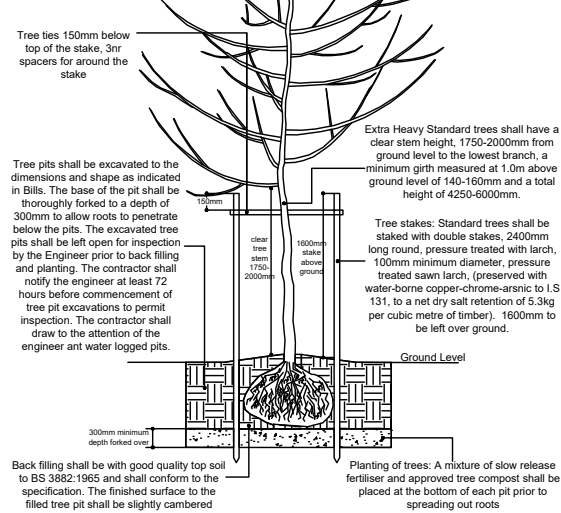 Tree ties 150mm below
top of the stake, 3nr
spacers for around the
stake
Extra Heavy Standard trees shall have a
clear stem height, 1750-2000mm from
ground level to the lowest branch, a
minimum girth measured at 1.0m above
ground level of 140-160mm and a total
height of 4250-6000mm.
Tree pits shall be excavated to the
dimensions and shape as indicated
in Bills. The base of the pit shall be
thoroughly forked to a depth of
300mm to allow roots to penetrate
below the pits. The excavated tree
pits shall be left open for inspection
by the Engineer prior to back filling
and planting. The contractor shall
notify the engineer at least 72
hours before commencement of
tree pit excavations to permit
inspection. The contractor shall
draw to the attention of the
engineer ant water logged pits.
150mm
clear
tree
stem
1750-
2000mm
1600mm
stake
above
ground
Tree stakes: Standard trees shall be
staked with double stakes, 2400mm
long round, pressure treated with larch,
100mm minimum diameter, pressure
treated sawn larch, (preserved with
water-borne copper-chrome-arsnic to I.S
131, to a net dry salt retention of 5.3kg
per cubic metre of timber).  1600mm to
be left over ground.
Ground Level
300mm minimum
depth forked over
Back filling shall be with good quality top soil
to BS 3882:1965 and shall conform to the
specification. The finished surface to the
filled tree pit shall be slightly cambered
Planting of trees: A mixture of slow release
fertiliser and approved tree compost shall be
placed at the bottom of each pit prior to
spreading out roots